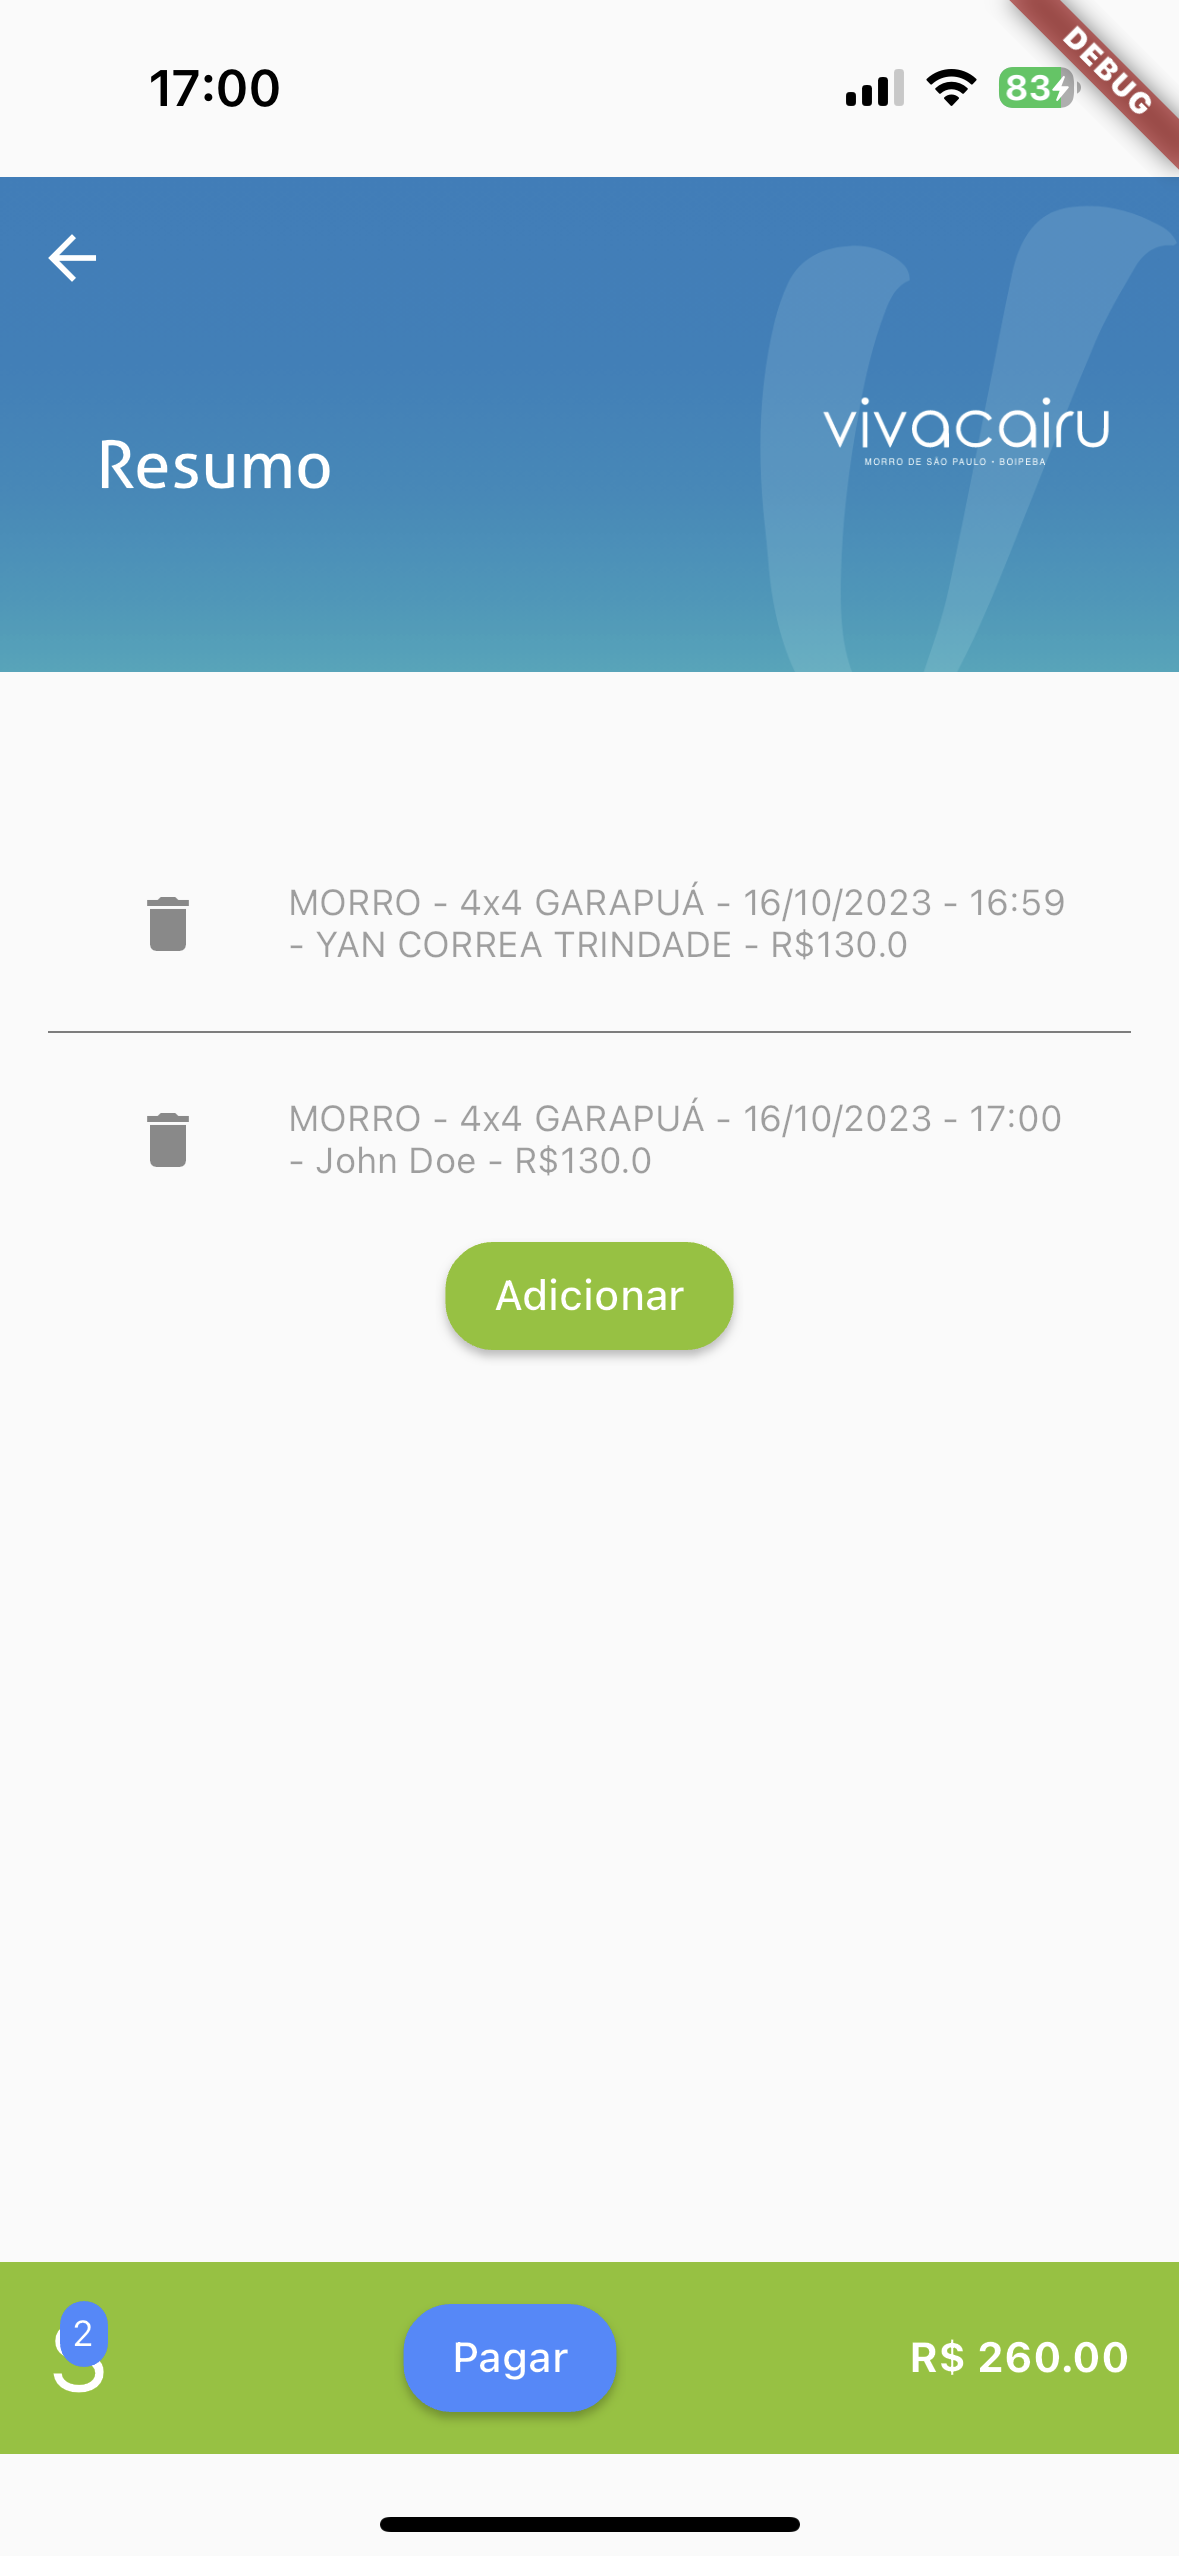 17:00
83
DEBUG
vivacairu
MORRO DE SÃO PAULO • BOIPEBA
Resumo
MORRO - 4x4 GARAPUÁ - 16/10/2023 - 16:59
- YAN CORREA TRINDADE - R$130.0
MORRO - 4x4 GARAPUÁ - 16/10/2023 - 17:00
- John Doe - R$130.0
Adicionar
2
Pagar
R$ 260.00